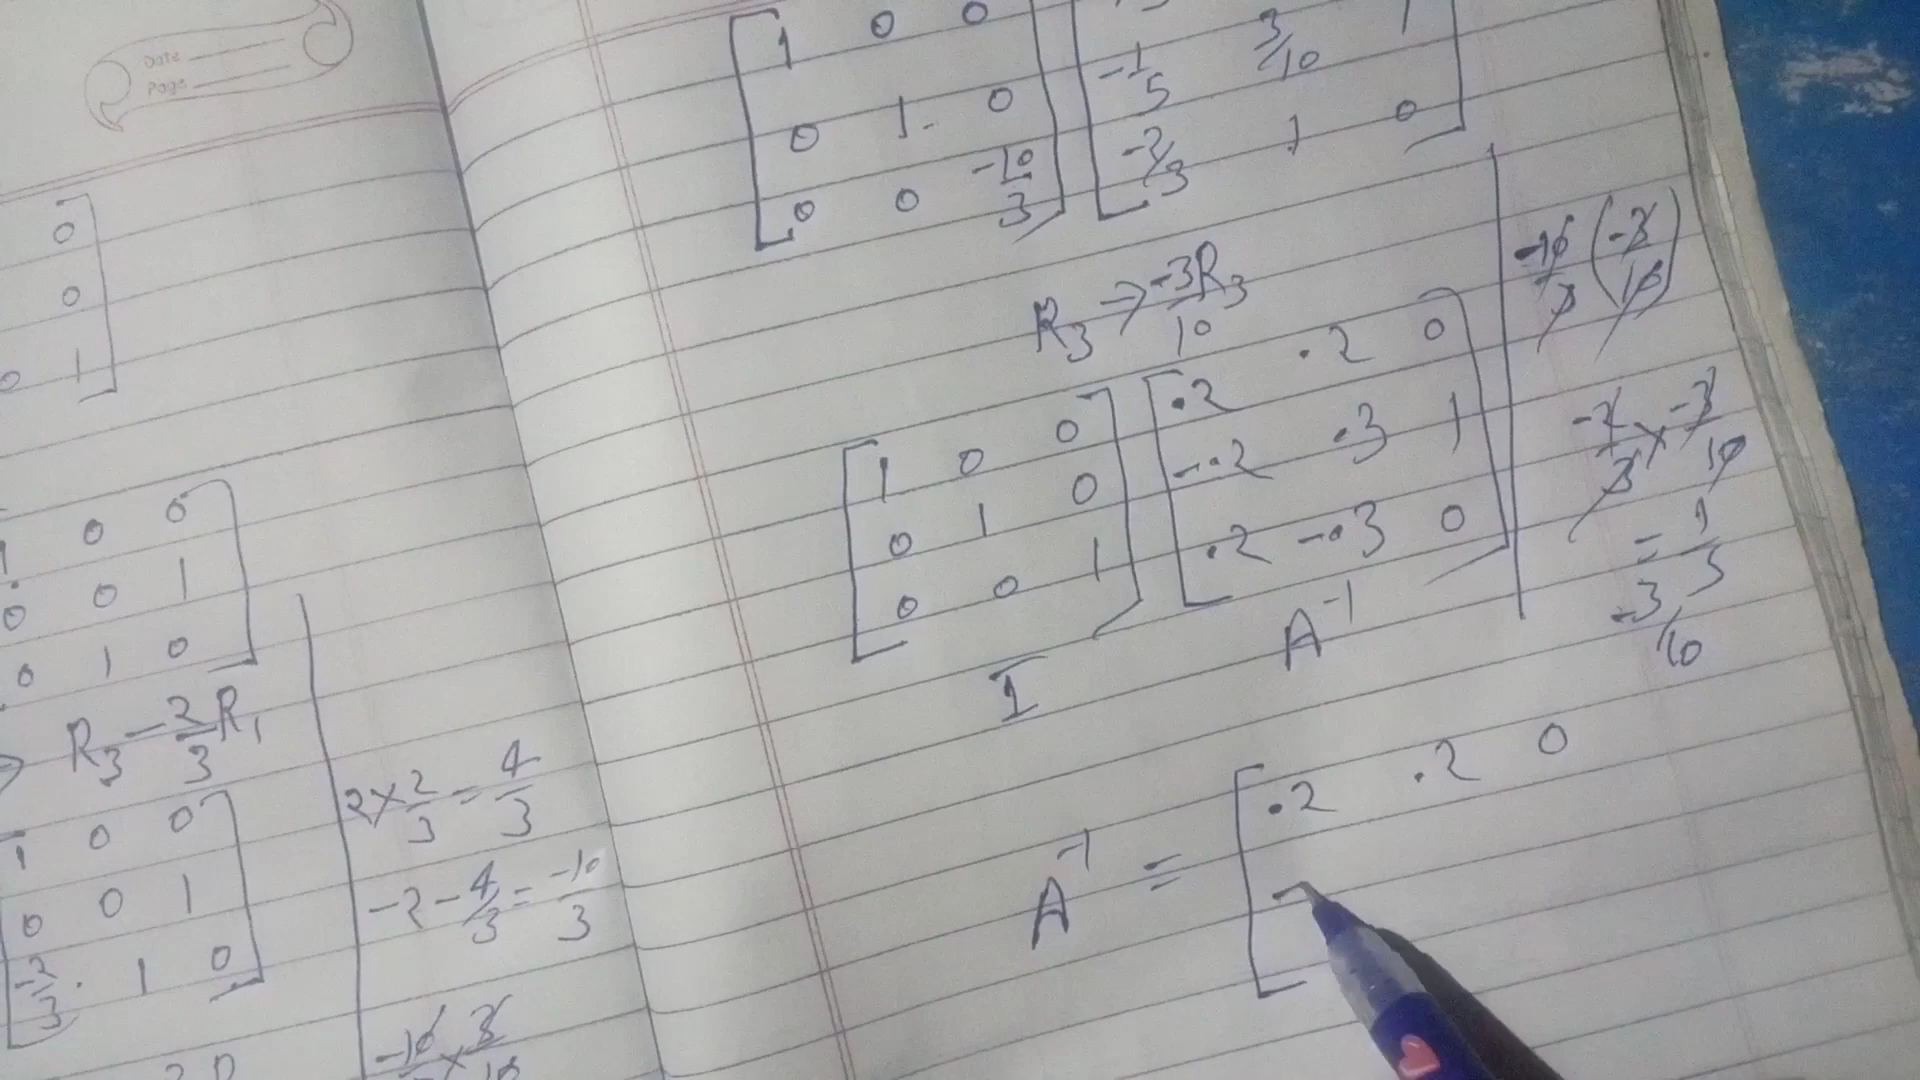 Date
Page
0
0
0 1
1 0 0
0 0 1
0 1 0
R3 - 2/3 R1
1 0 0
0 0 1
-2/3 . 1 0
2 × 2/3 = 4/3
-2 - 4/3 = -10/3
1 0 0
0 1. 0 -1/5 3/10 1
0 0 -10/3 -2/3 1 0
R3 → -3R3/10
1 0 0 .2 .2 0
0 1 0 -.2 .3 1
0 0 1 .2 -.3 0
I A-1
-10/3 (-3/10)
-2/3 × -3/10
= 1/5
-3/10
A-1 = .2 .2 0
-